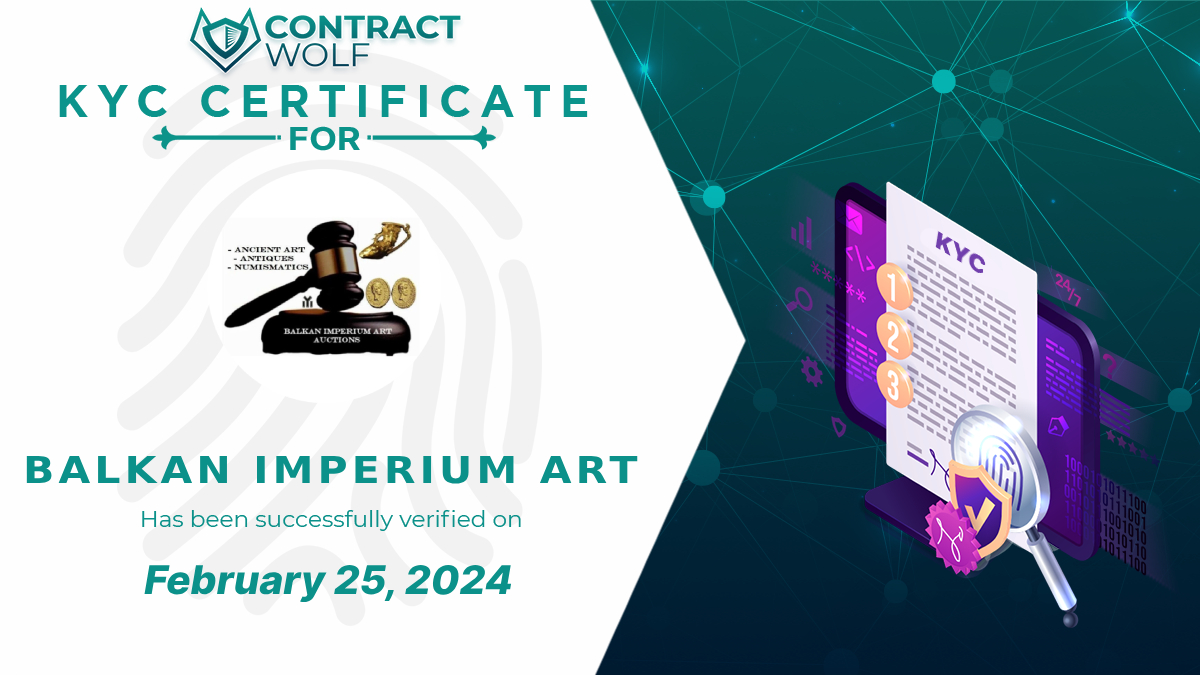 CONTRACT
WOLF
KYC CERTIFICATE
FOR
- ANCIENT ART
- ANTIQUES
- NUMISMATICS
BALKAN IMPERIUM ART
AUCTIONS
BALKAN IMPERIUM ART
Has been successfully verified on
February 25, 2024
KYC
1
2
3
</\>
*****
24/7
?
*****